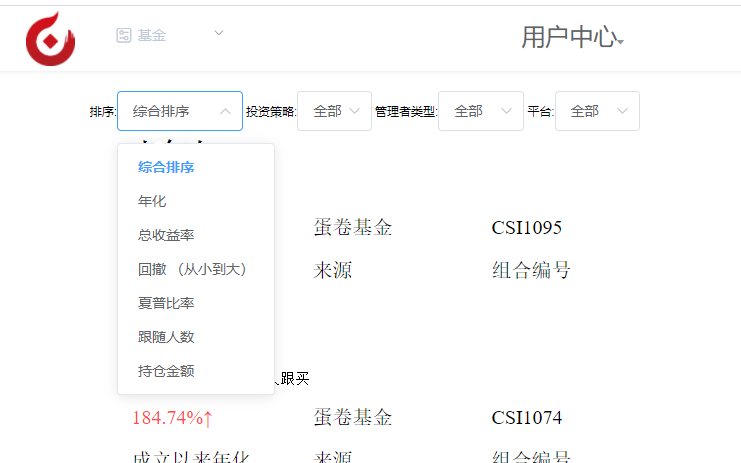 基金
用户中心
排序: 综合排序 投资策略: 全部 管理者类型: 全部 平台: 全部
综合排序
年化
总收益率
蛋卷基金 CSI1095
回撤 （从小到大） 来源 组合编号
夏普比率
跟随人数
持仓金额
人跟买
184.74%↑ 蛋卷基金 CSI1074
成立以来年化 来源 组合编号